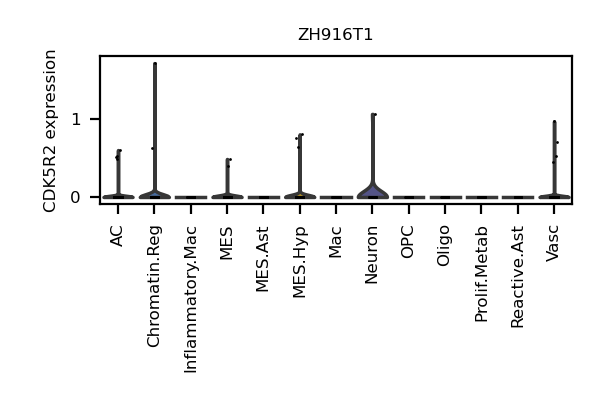 ZH916T1
CDK5R2 expression
1
0
AC
Chromatin.Reg
Inflammatory.Mac
MES
MES.Ast
MES.Hyp
Mac
Neuron
OPC
Oligo
Prolif.Metab
Reactive.Ast
Vasc